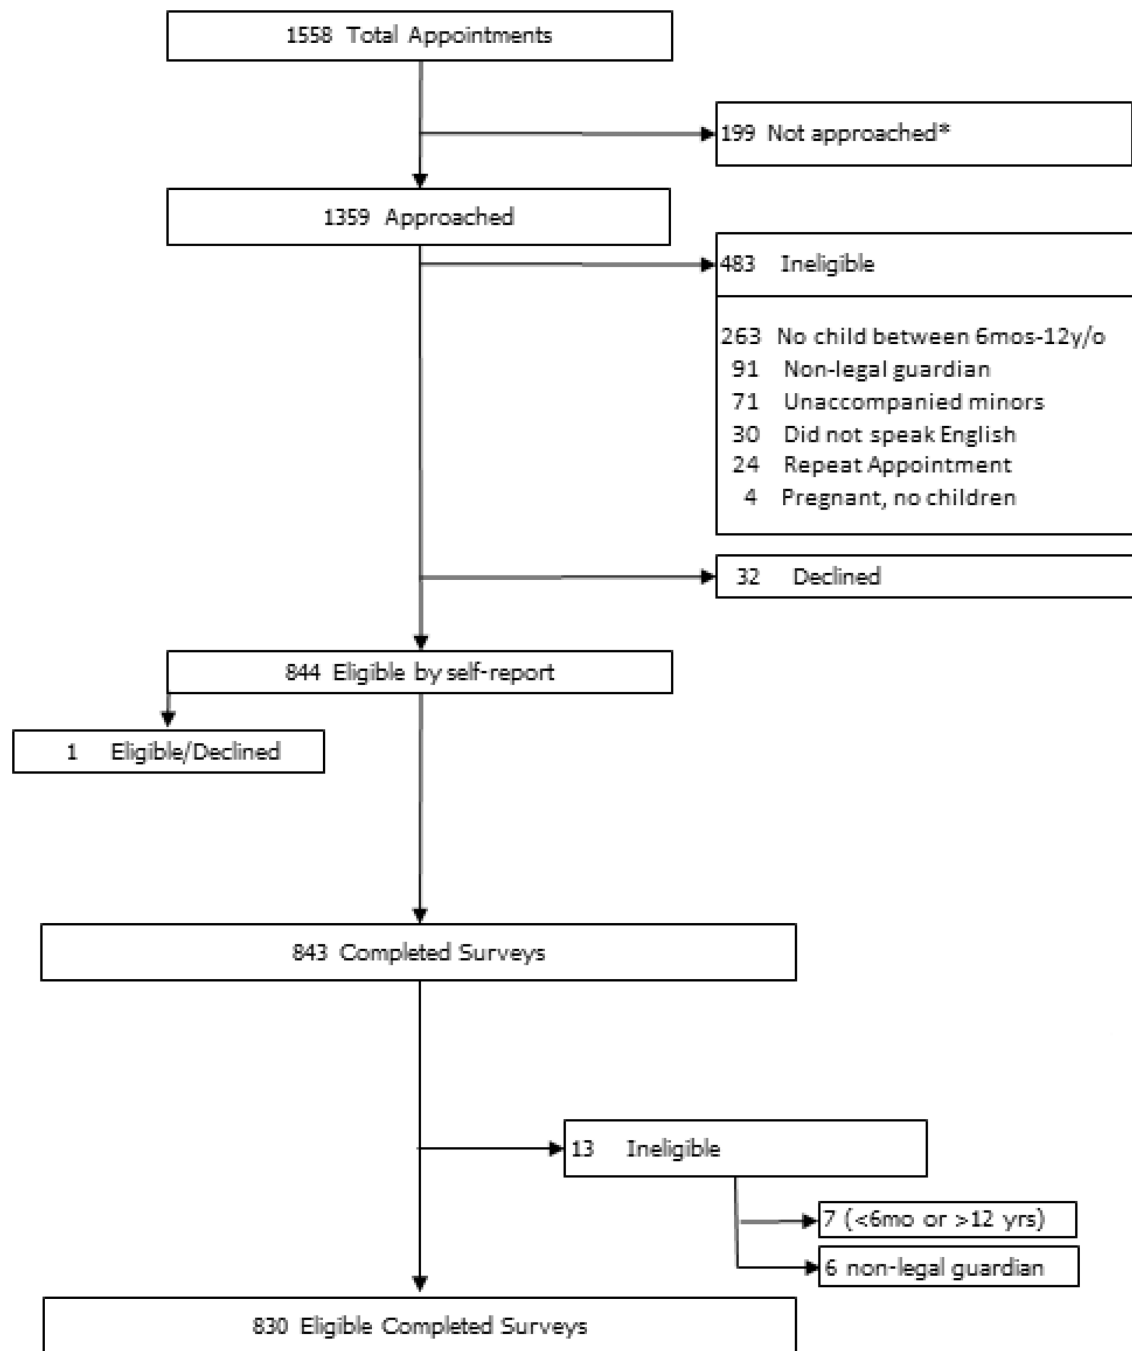 1558 Total Appointments
199 Not approached*
1359 Approached
483 Ineligible
263 No child between 6mos-12y/o
91 Non-legal guardian
71 Unaccompanied minors
30 Did not speak English
24 Repeat Appointment
4 Pregnant, no children
32 Declined
844 Eligible by self-report
1 Eligible/Declined
843 Completed Surveys
13 Ineligible
7 (<6mo or >12 yrs)
6 non-legal guardian
830 Eligible Completed Surveys